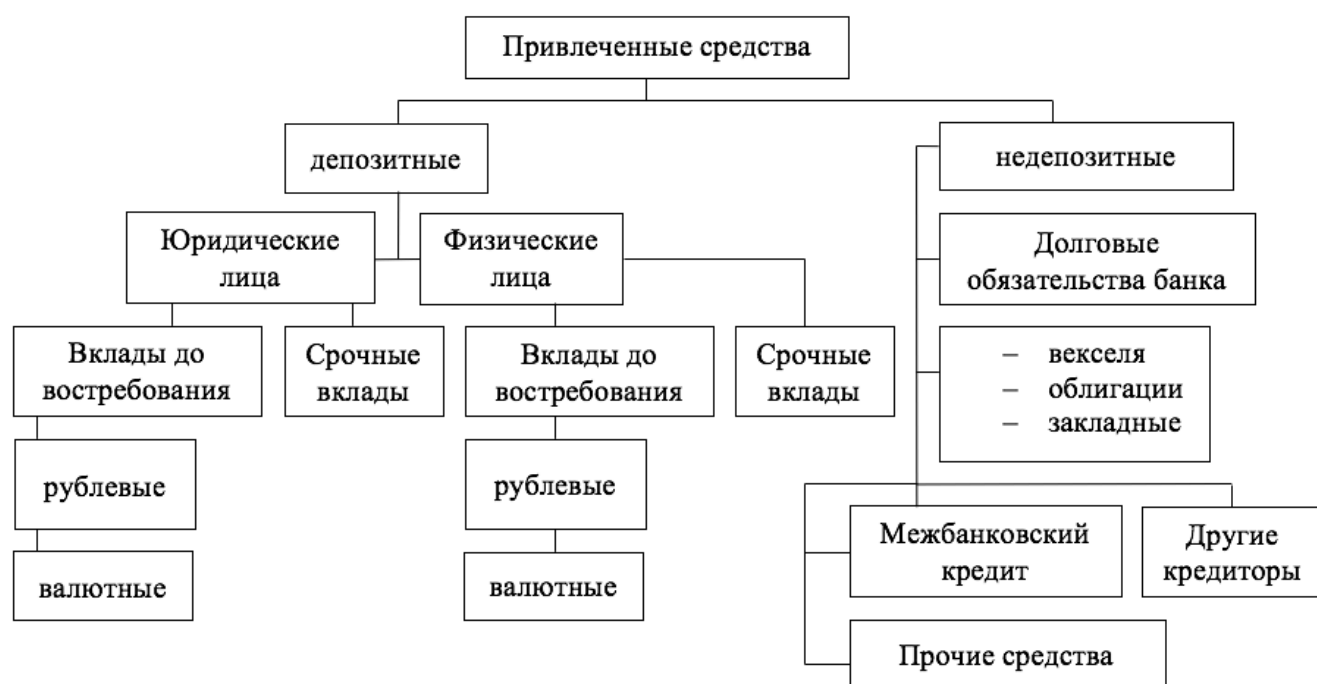 Привлеченные средства
депозитные
недепозитные
Юридические
лица
Физические
лица
Долговые
обязательства банка
Вклады до
востребования
Срочные
вклады
Вклады до
востребования
Срочные
вклады
– векселя
– облигации
– закладные
рублевые
рублевые
Межбанковский
кредит
Другие
кредиторы
валютные
валютные
Прочие средства